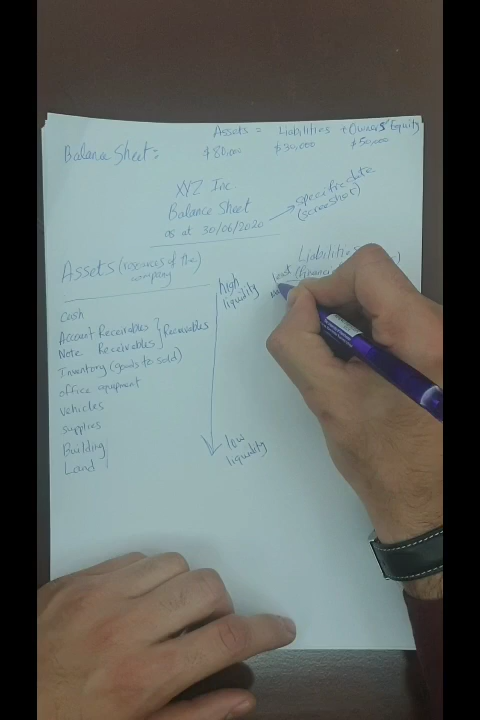 Assets = Liabilities + Owners' Equity
Balance Sheet: $80,000 $30,000 $50,000
XYZ Inc
Balance Sheet
as at 30/06/2020
specific date
(screeshot)
Assets (resources of the
company)
Cash
Account Receivables } Receivables
Note Receivables
Inventory (goods to sold)
office equipment
vehicles
supplies
Building
Land
high
liquidity
low
liquidity
Liabilities